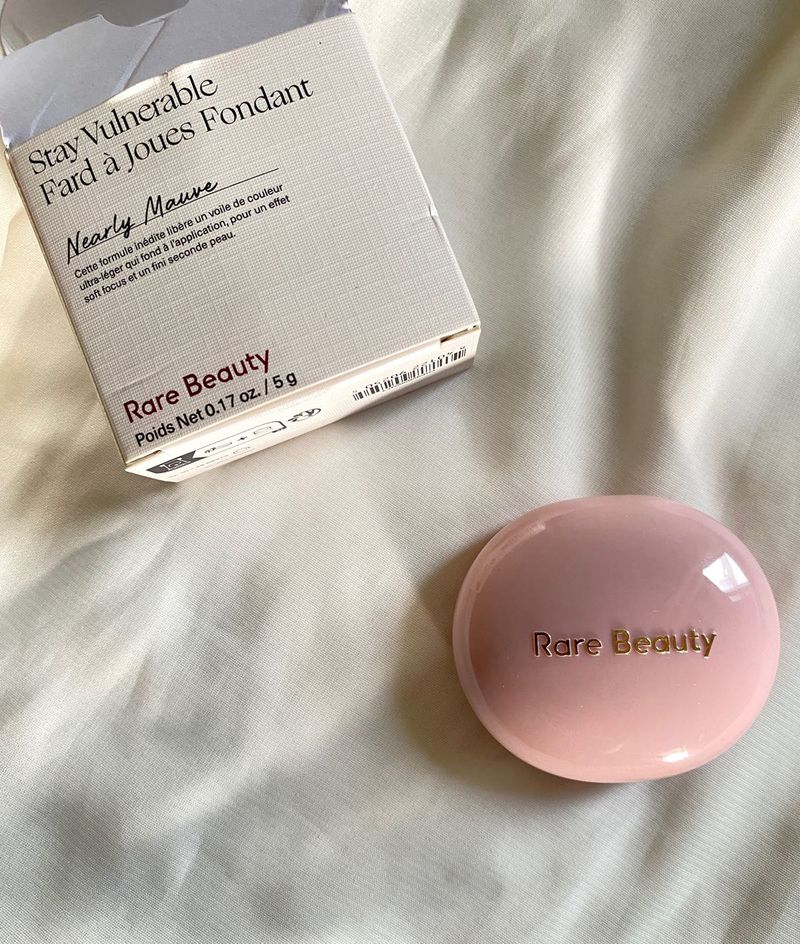 Stay Vulnerable
Fard à Joues Fondant
Nearly Mauve
Cette formule inédite libère un voile de couleur
ultra-léger qui fond à l'application, pour un effet
soft focus et un fini seconde peau.
Rare Beauty
Poids Net 0.17 oz. / 5 g
Rare Beauty